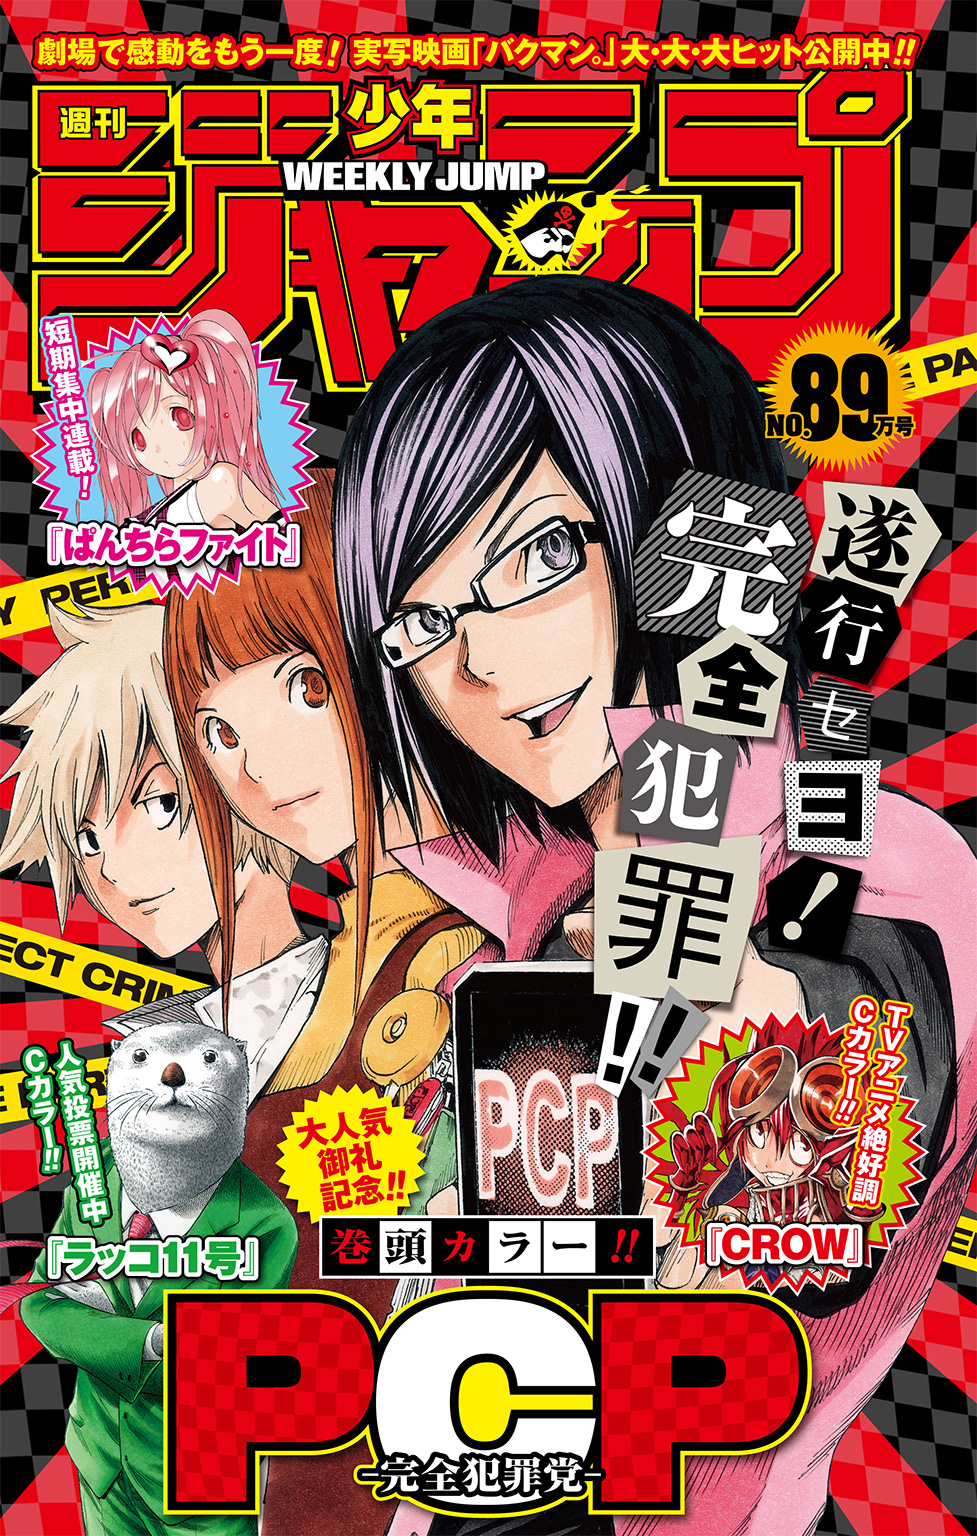 劇場で感動をもう一度! 実写映画「バクマン。」大・大・大ヒット公開中!!
週刊
少年
ジャンプ
WEEKLY JUMP
NO.89万号
PA
短期集中連載!
『ぱんちらファイト』
Y PER
遂行セヨ!
完全犯罪!!
ECT CRIM
TVアニメ絶好調
Cカラー!!
『CROW』
人気投票開催中
Cカラー!!
『ラッコ11号』
PCP
大人気
御礼
記念!!
巻頭カラー!!
PCP
-完全犯罪党-